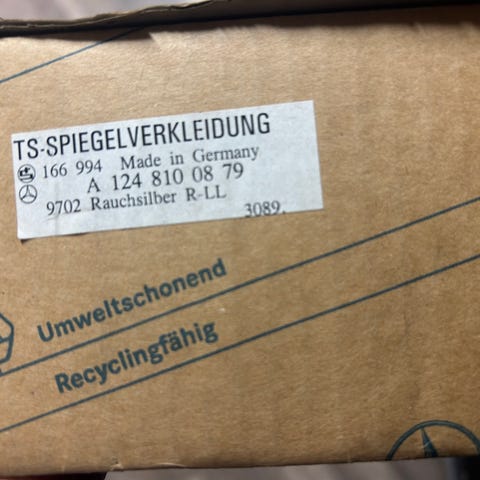 TS-SPIEGELVERKLEIDUNG
166 994 Made in Germany
A 124 810 08 79
9702 Rauchsilber R-LL
3089.
Umweltschonend
Recyclingfähig